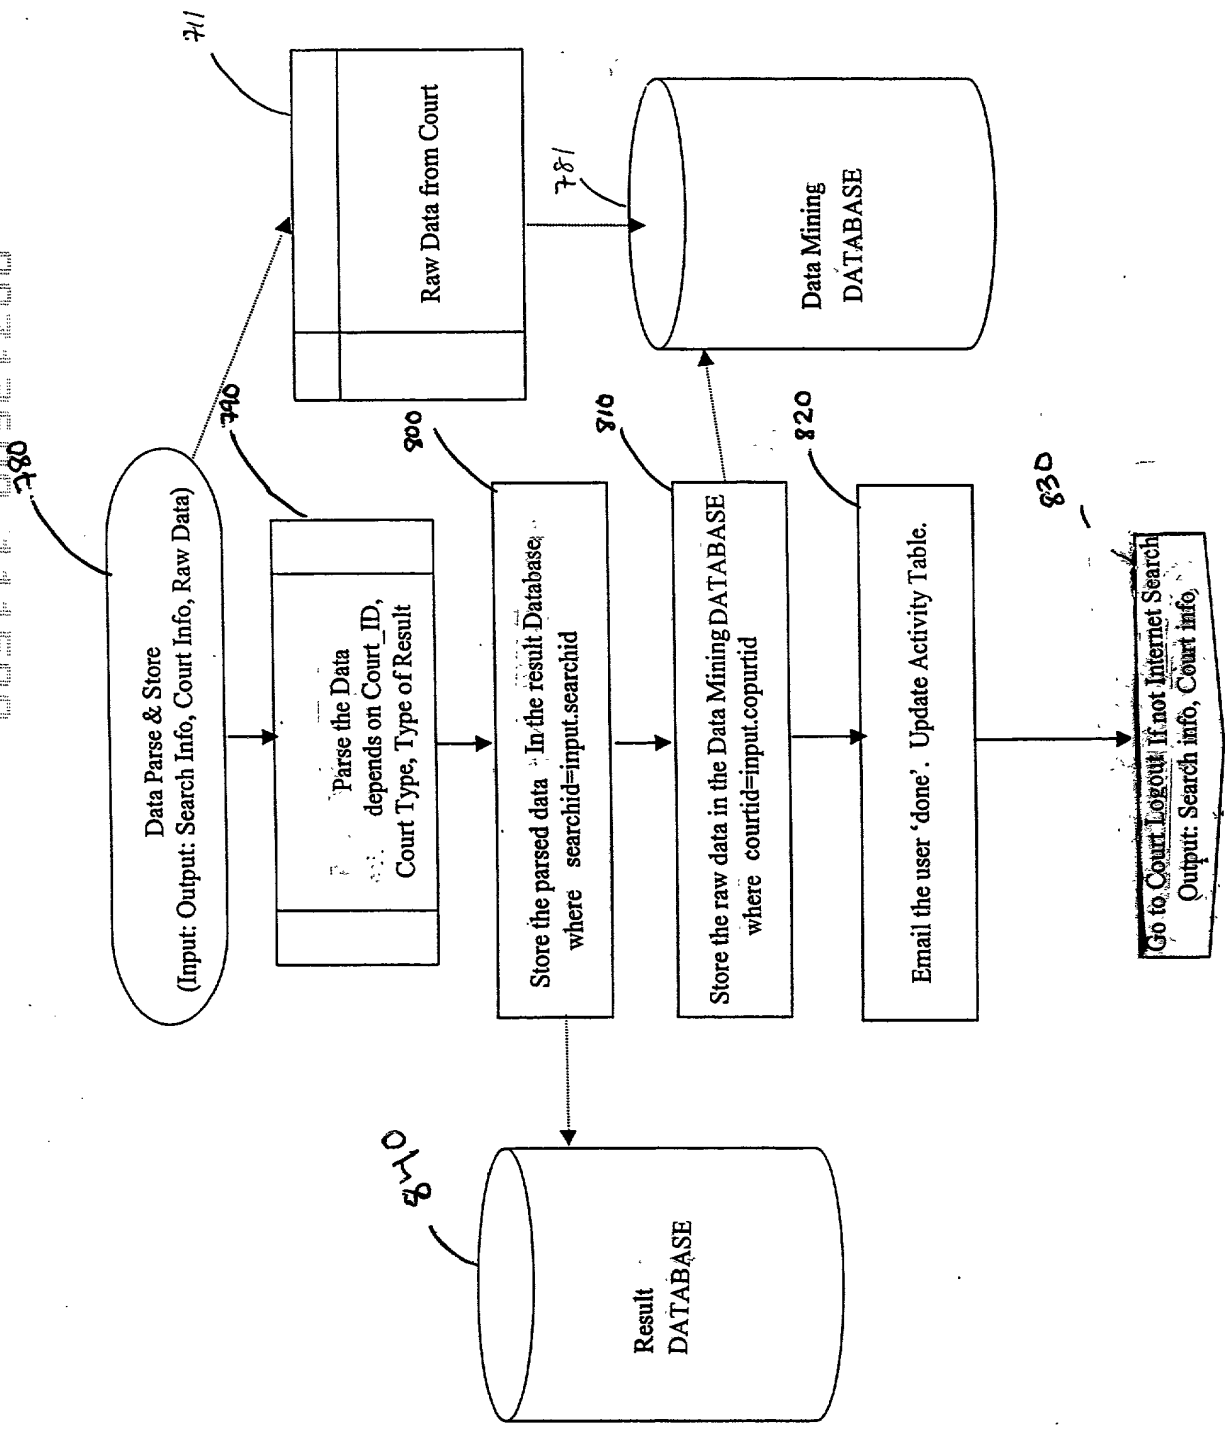 780
Data Parse & Store
(Input: Output: Search Info, Court Info, Raw Data)
711
Raw Data from Court
790
Parse the Data
depends on Court_ID,
Court Type, Type of Result
800
Store the parsed data In the result Database
where searchid=input.searchid
781
Data Mining
DATABASE
810
Store the raw data in the Data Mining DATABASE
where courtid=input.copurtid
820
Email the user ‘done’. Update Activity Table.
830
Go to Court Logout If not Internet Search
Output: Search info, Court info,
840
Result
DATABASE